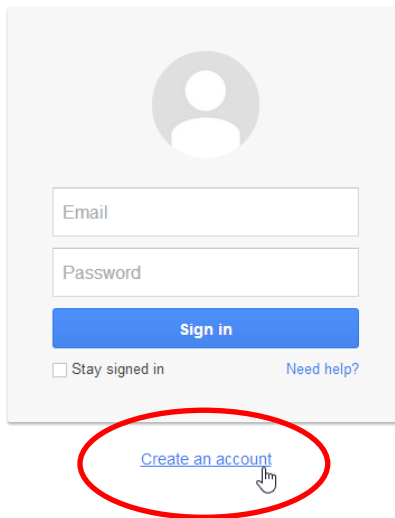 Email
Password
Sign in
Stay signed in Need help?
Create an account